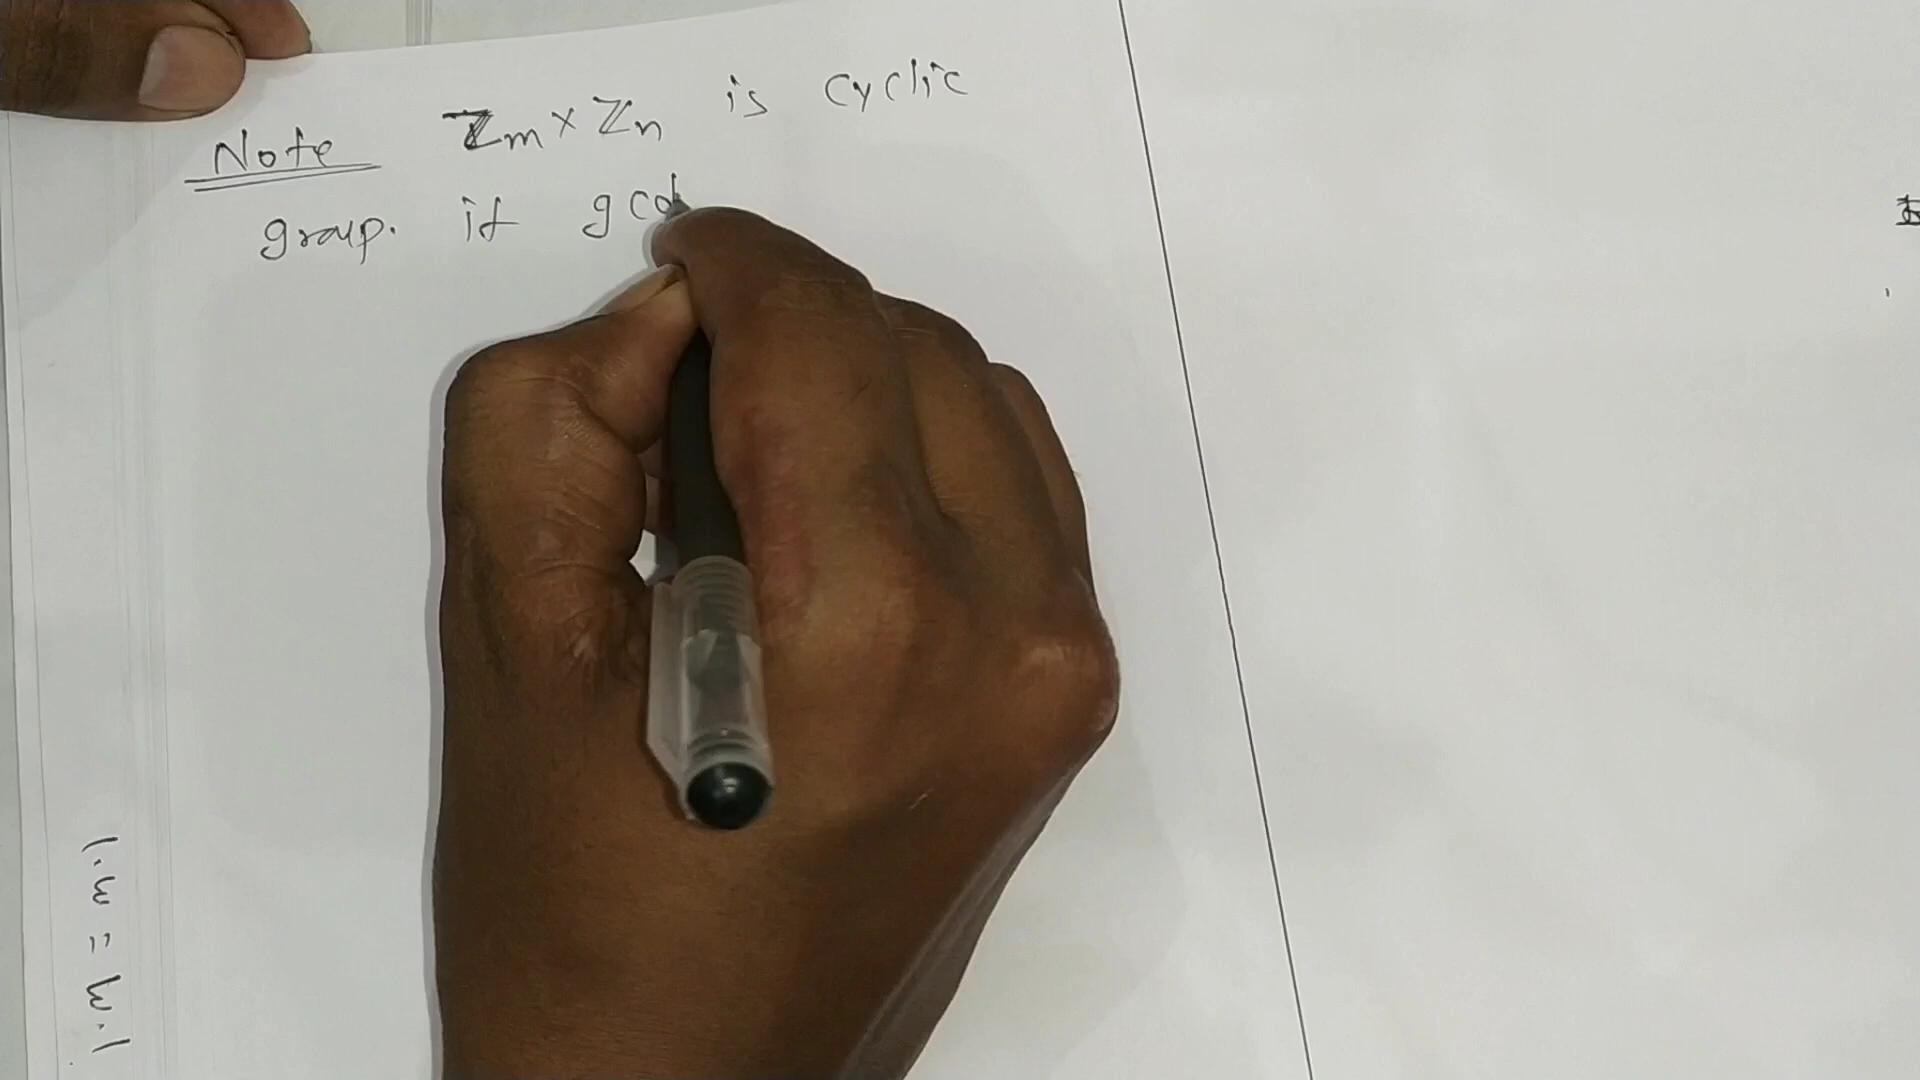 Note Zm × Zn is cyclic
group. if gcd
1.w = w.1